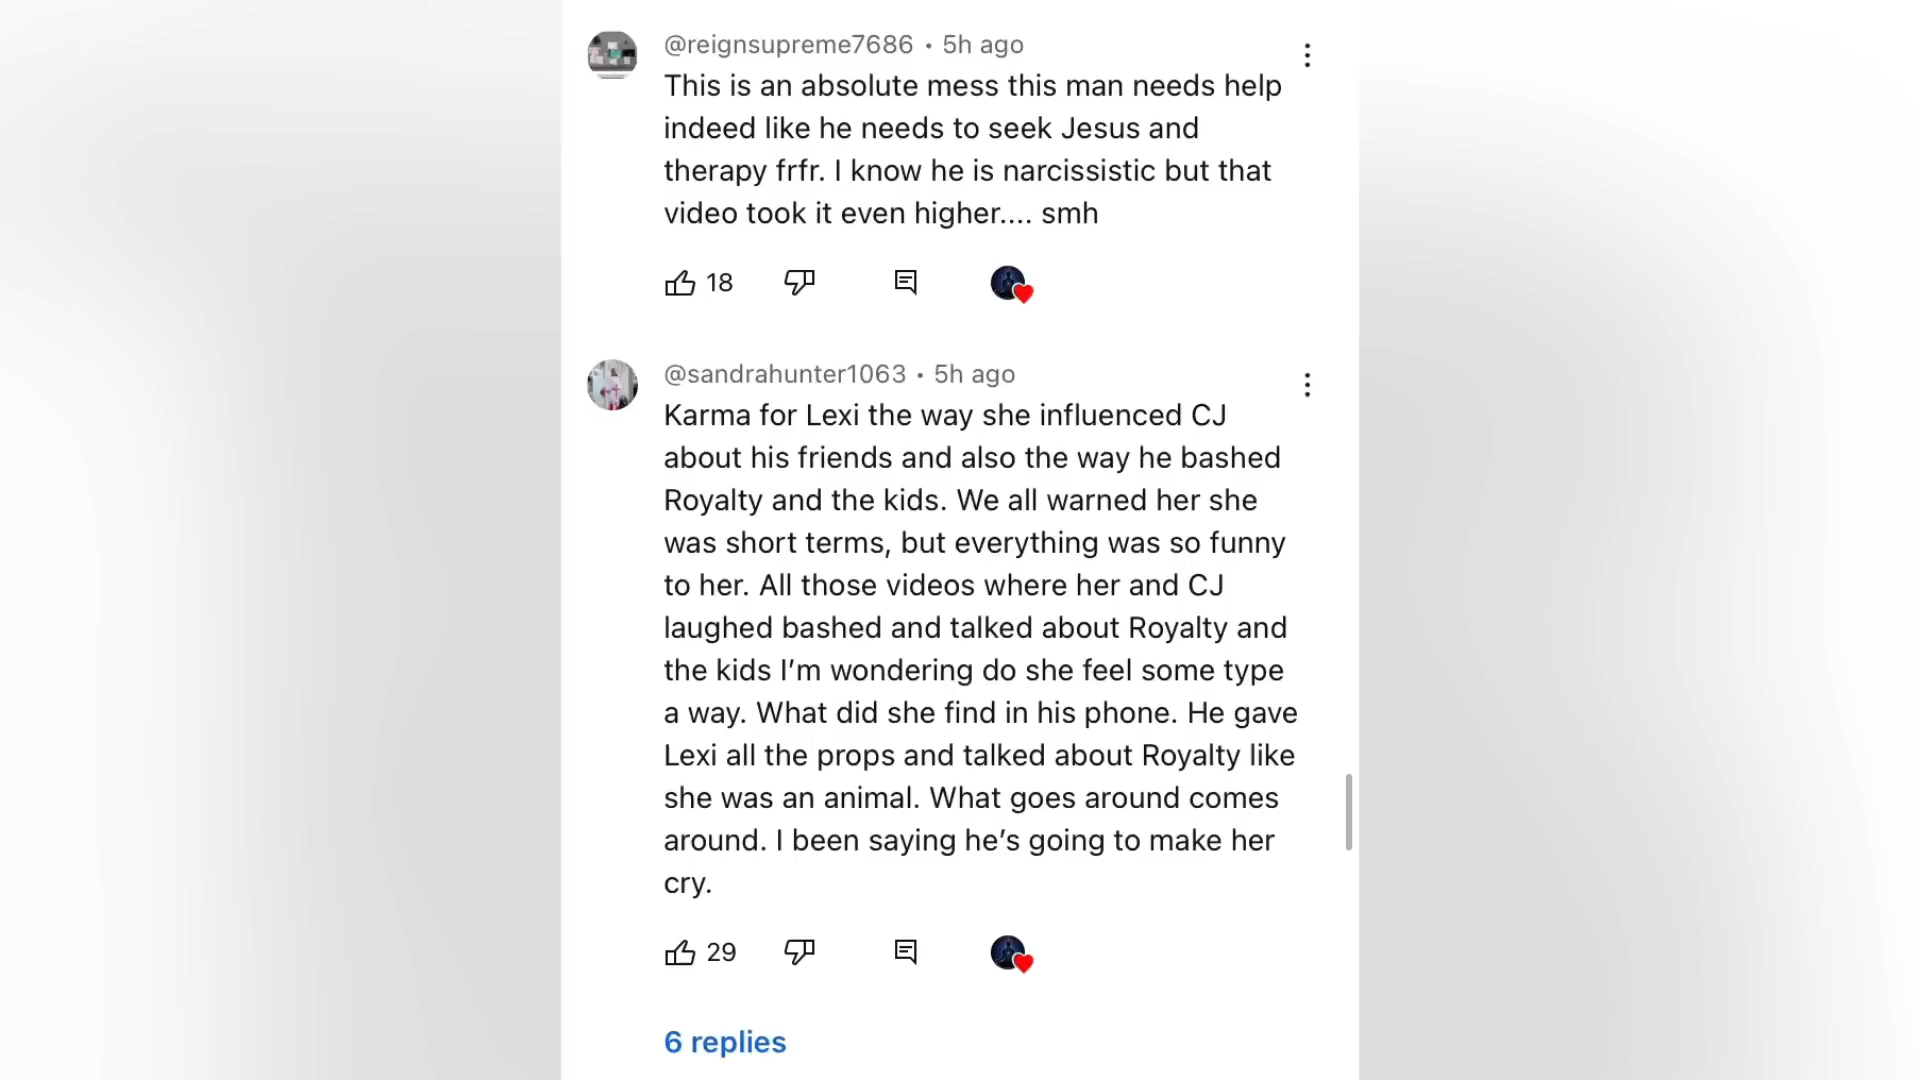 @reignsupreme7686 • 5h ago
This is an absolute mess this man needs help
indeed like he needs to seek Jesus and
therapy frfr. I know he is narcissistic but that
video took it even higher.... smh
18
@sandrahunter1063 • 5h ago
Karma for Lexi the way she influenced CJ
about his friends and also the way he bashed
Royalty and the kids. We all warned her she
was short terms, but everything was so funny
to her. All those videos where her and CJ
laughed bashed and talked about Royalty and
the kids I’m wondering do she feel some type
a way. What did she find in his phone. He gave
Lexi all the props and talked about Royalty like
she was an animal. What goes around comes
around. I been saying he’s going to make her
cry.
29
6 replies